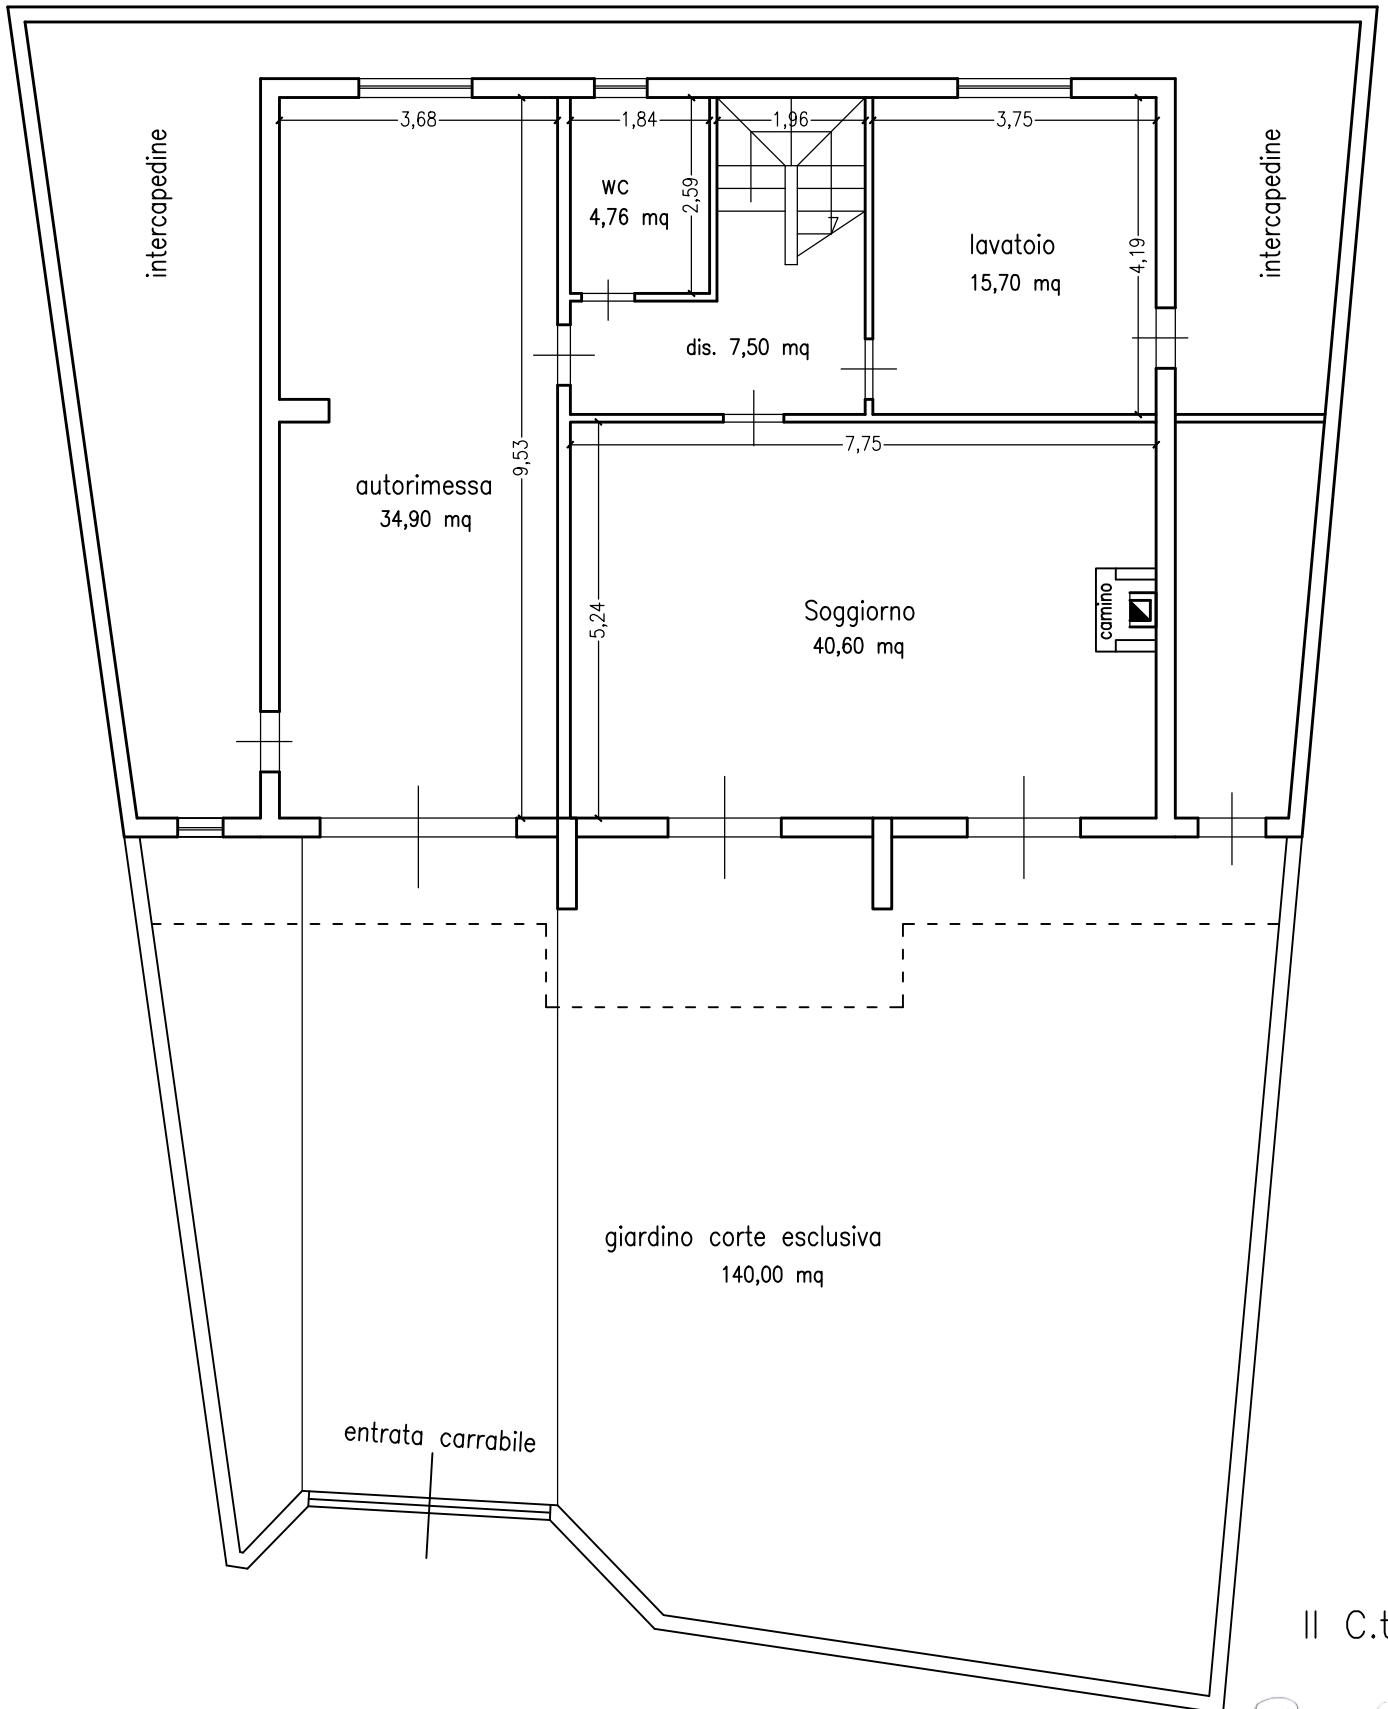 3,68
1,84
1,96
3,75
intercapedine
intercapedine
WC
4,76 mq
2,59
7
lavatoio
15,70 mq
4,19
dis. 7,50 mq
7,75
9,53
autorimessa
34,90 mq
5,24
Soggiorno
40,60 mq
camino
giardino corte esclusiva
140,00 mq
entrata carrabile
Il C.t